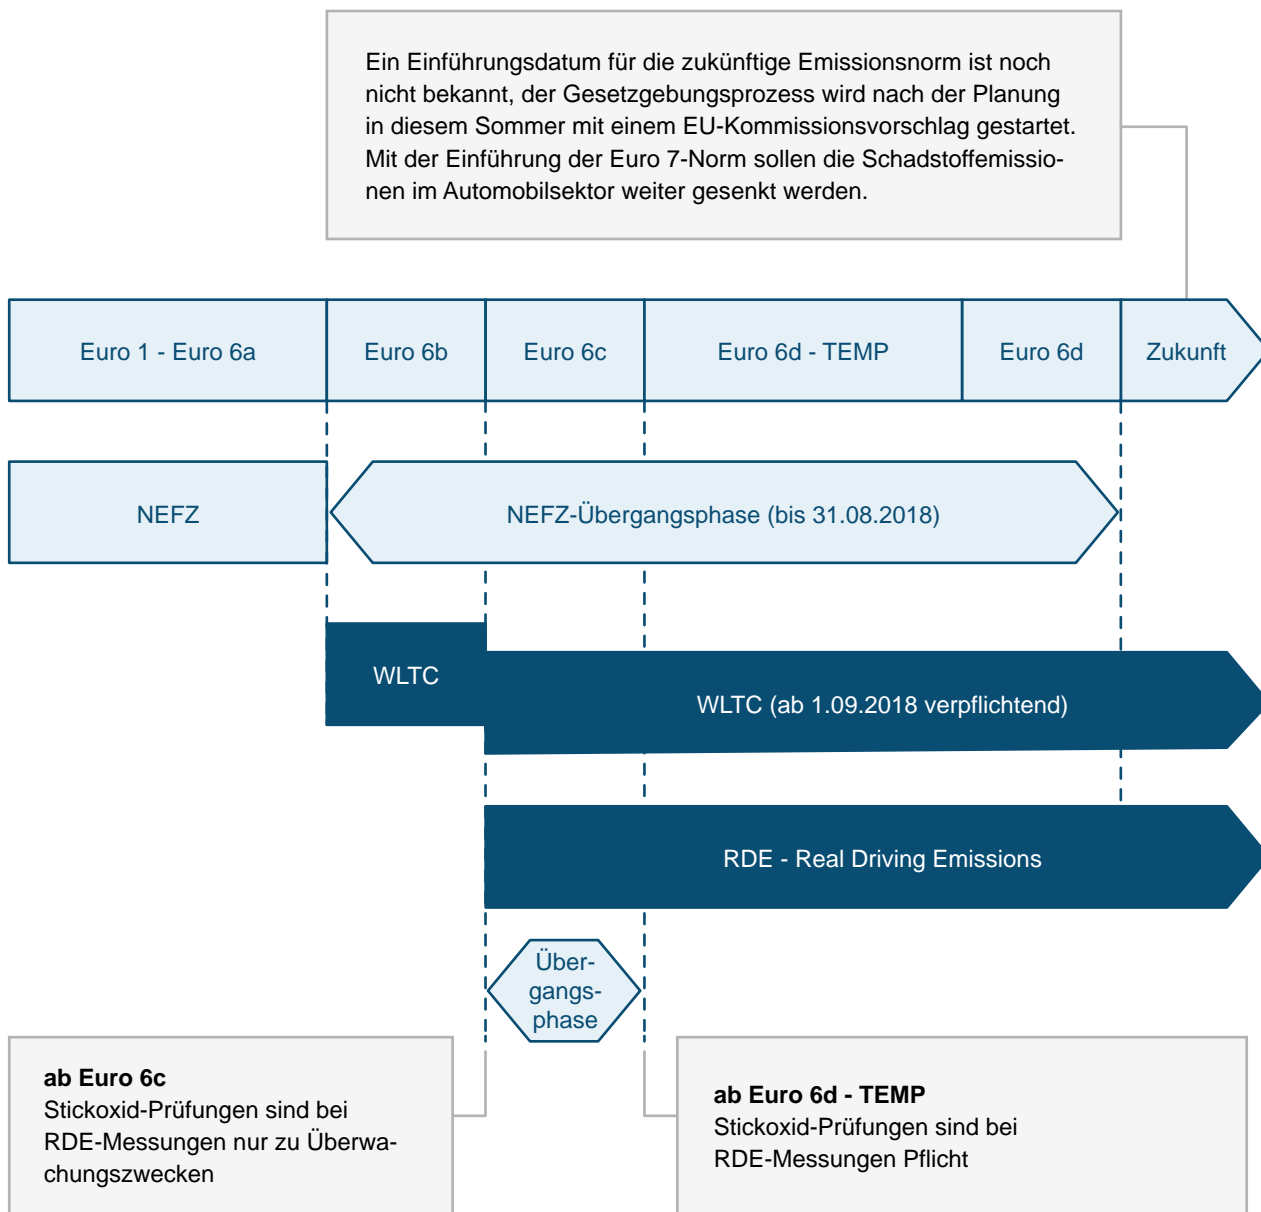 Ein Einführungsdatum für die zukünftige Emissionsnorm ist noch
nicht bekannt, der Gesetzgebungsprozess wird nach der Planung
in diesem Sommer mit einem EU-Kommissionsvorschlag gestartet.
Mit der Einführung der Euro 7-Norm sollen die Schadstoffemissio-
nen im Automobilsektor weiter gesenkt werden.
Euro 1 - Euro 6a
Euro 6b
Euro 6c
Euro 6d - TEMP
Euro 6d
Zukunft
NEFZ
NEFZ-Übergangsphase (bis 31.08.2018)
WLTC
WLTC (ab 1.09.2018 verpflichtend)
RDE - Real Driving Emissions
Über-
gangs-
phase
ab Euro 6c
Stickoxid-Prüfungen sind bei
RDE-Messungen nur zu Überwa-
chungszwecken
ab Euro 6d - TEMP
Stickoxid-Prüfungen sind bei
RDE-Messungen Pflicht